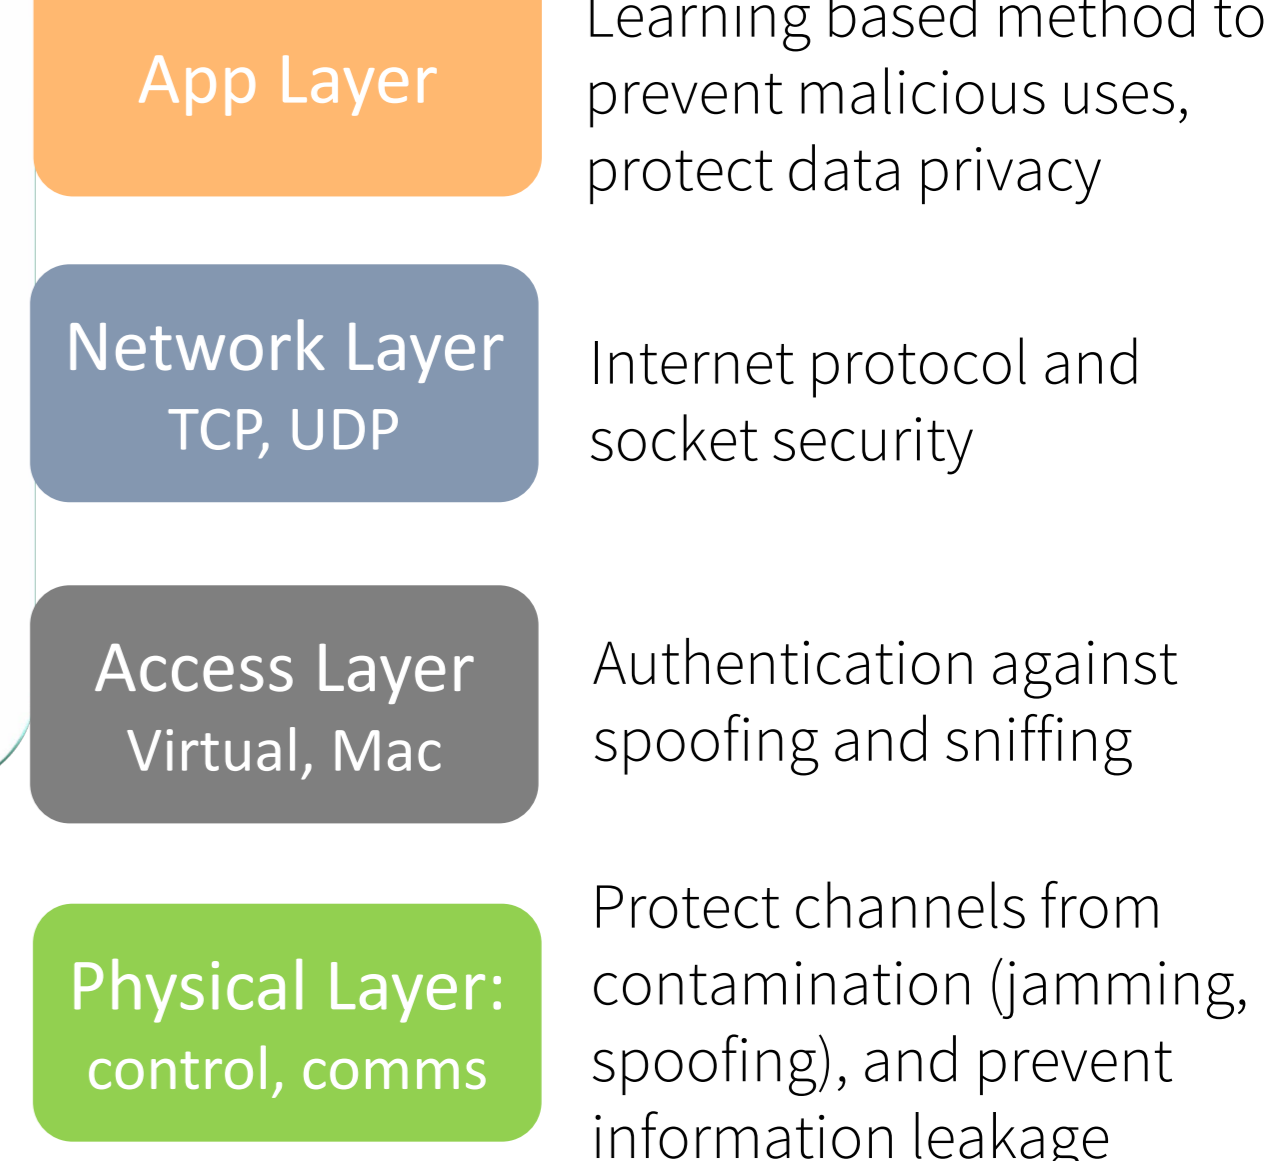 App Layer
Learning based method to
prevent malicious uses,
protect data privacy
Network Layer
TCP, UDP
Internet protocol and
socket security
Access Layer
Virtual, Mac
Authentication against
spoofing and sniffing
Physical Layer:
control, comms
Protect channels from
contamination (jamming,
spoofing), and prevent
information leakage